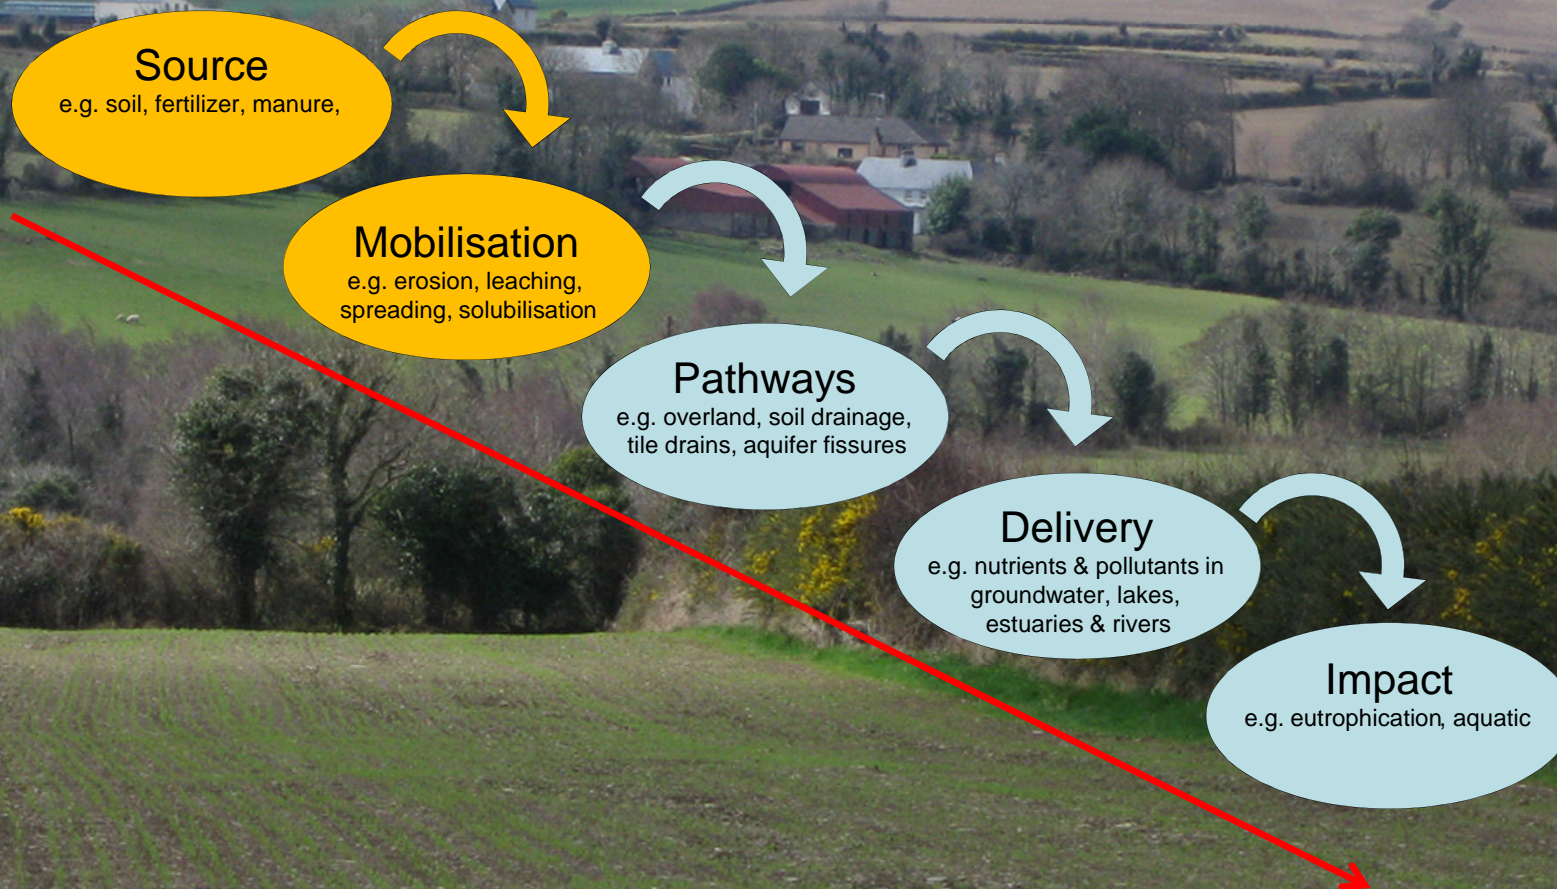 Source
e.g. soil, fertilizer, manure,
Mobilisation
e.g. erosion, leaching,
spreading, solubilisation
Pathways
e.g. overland, soil drainage,
tile drains, aquifer fissures
Delivery
e.g. nutrients & pollutants in
groundwater, lakes,
estuaries & rivers
Impact
e.g. eutrophication, aquatic